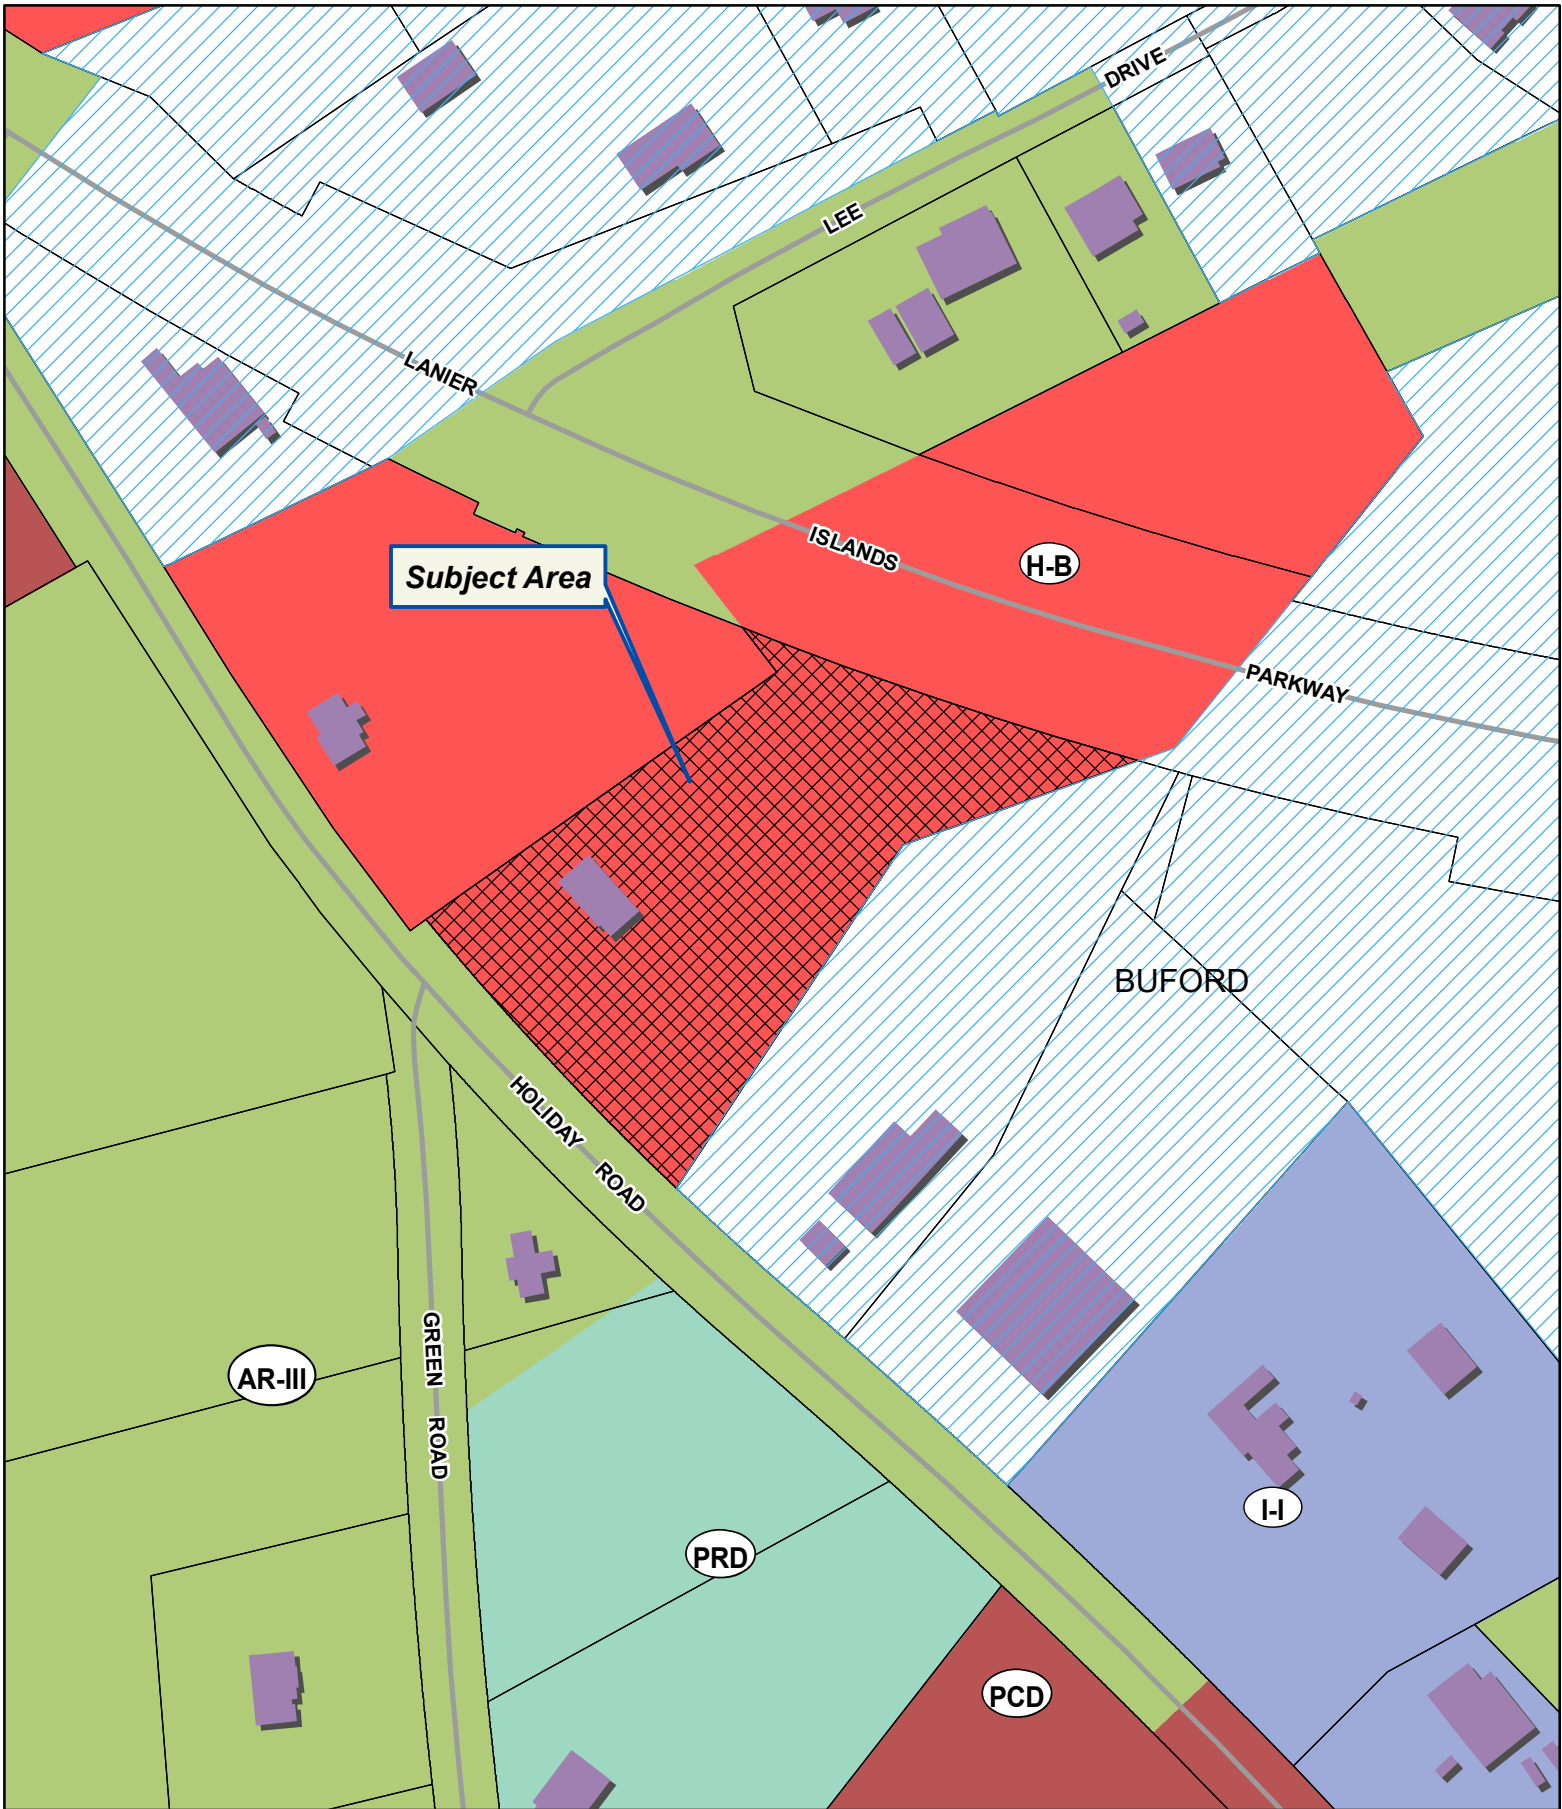 DRIVE
LEE
LANIER
ISLANDS
H-B
Subject Area
PARKWAY
BUFORD
HOLIDAY
ROAD
GREEN
AR-III
ROAD
I-I
PRD
PCD